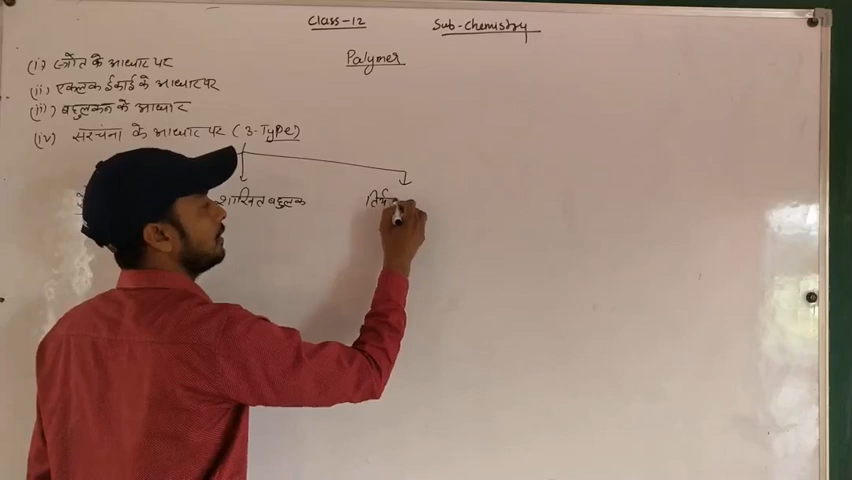 Class-12 Sub-Chemistry
Polymer
(i) स्त्रोत के आधार पर
(ii) एकलक ईकाई के आधार पर
(iii) बहुलकन के आधार
(iv) सरचंना के आधार पर (3-Type)
शाखित बहुलक